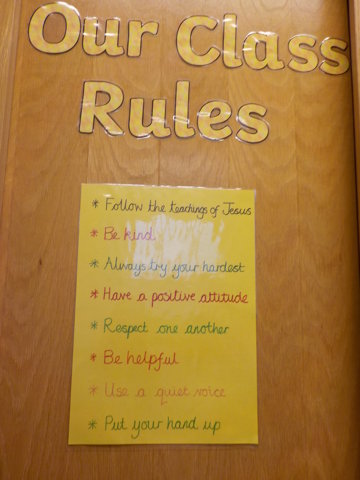 Our Class
Rules
* Follow the teachings of Jesus
* Be kind
* Always try your hardest
* Have a positive attitude
* Respect one another
* Be helpful
* Use a quiet voice
* Put your hand up